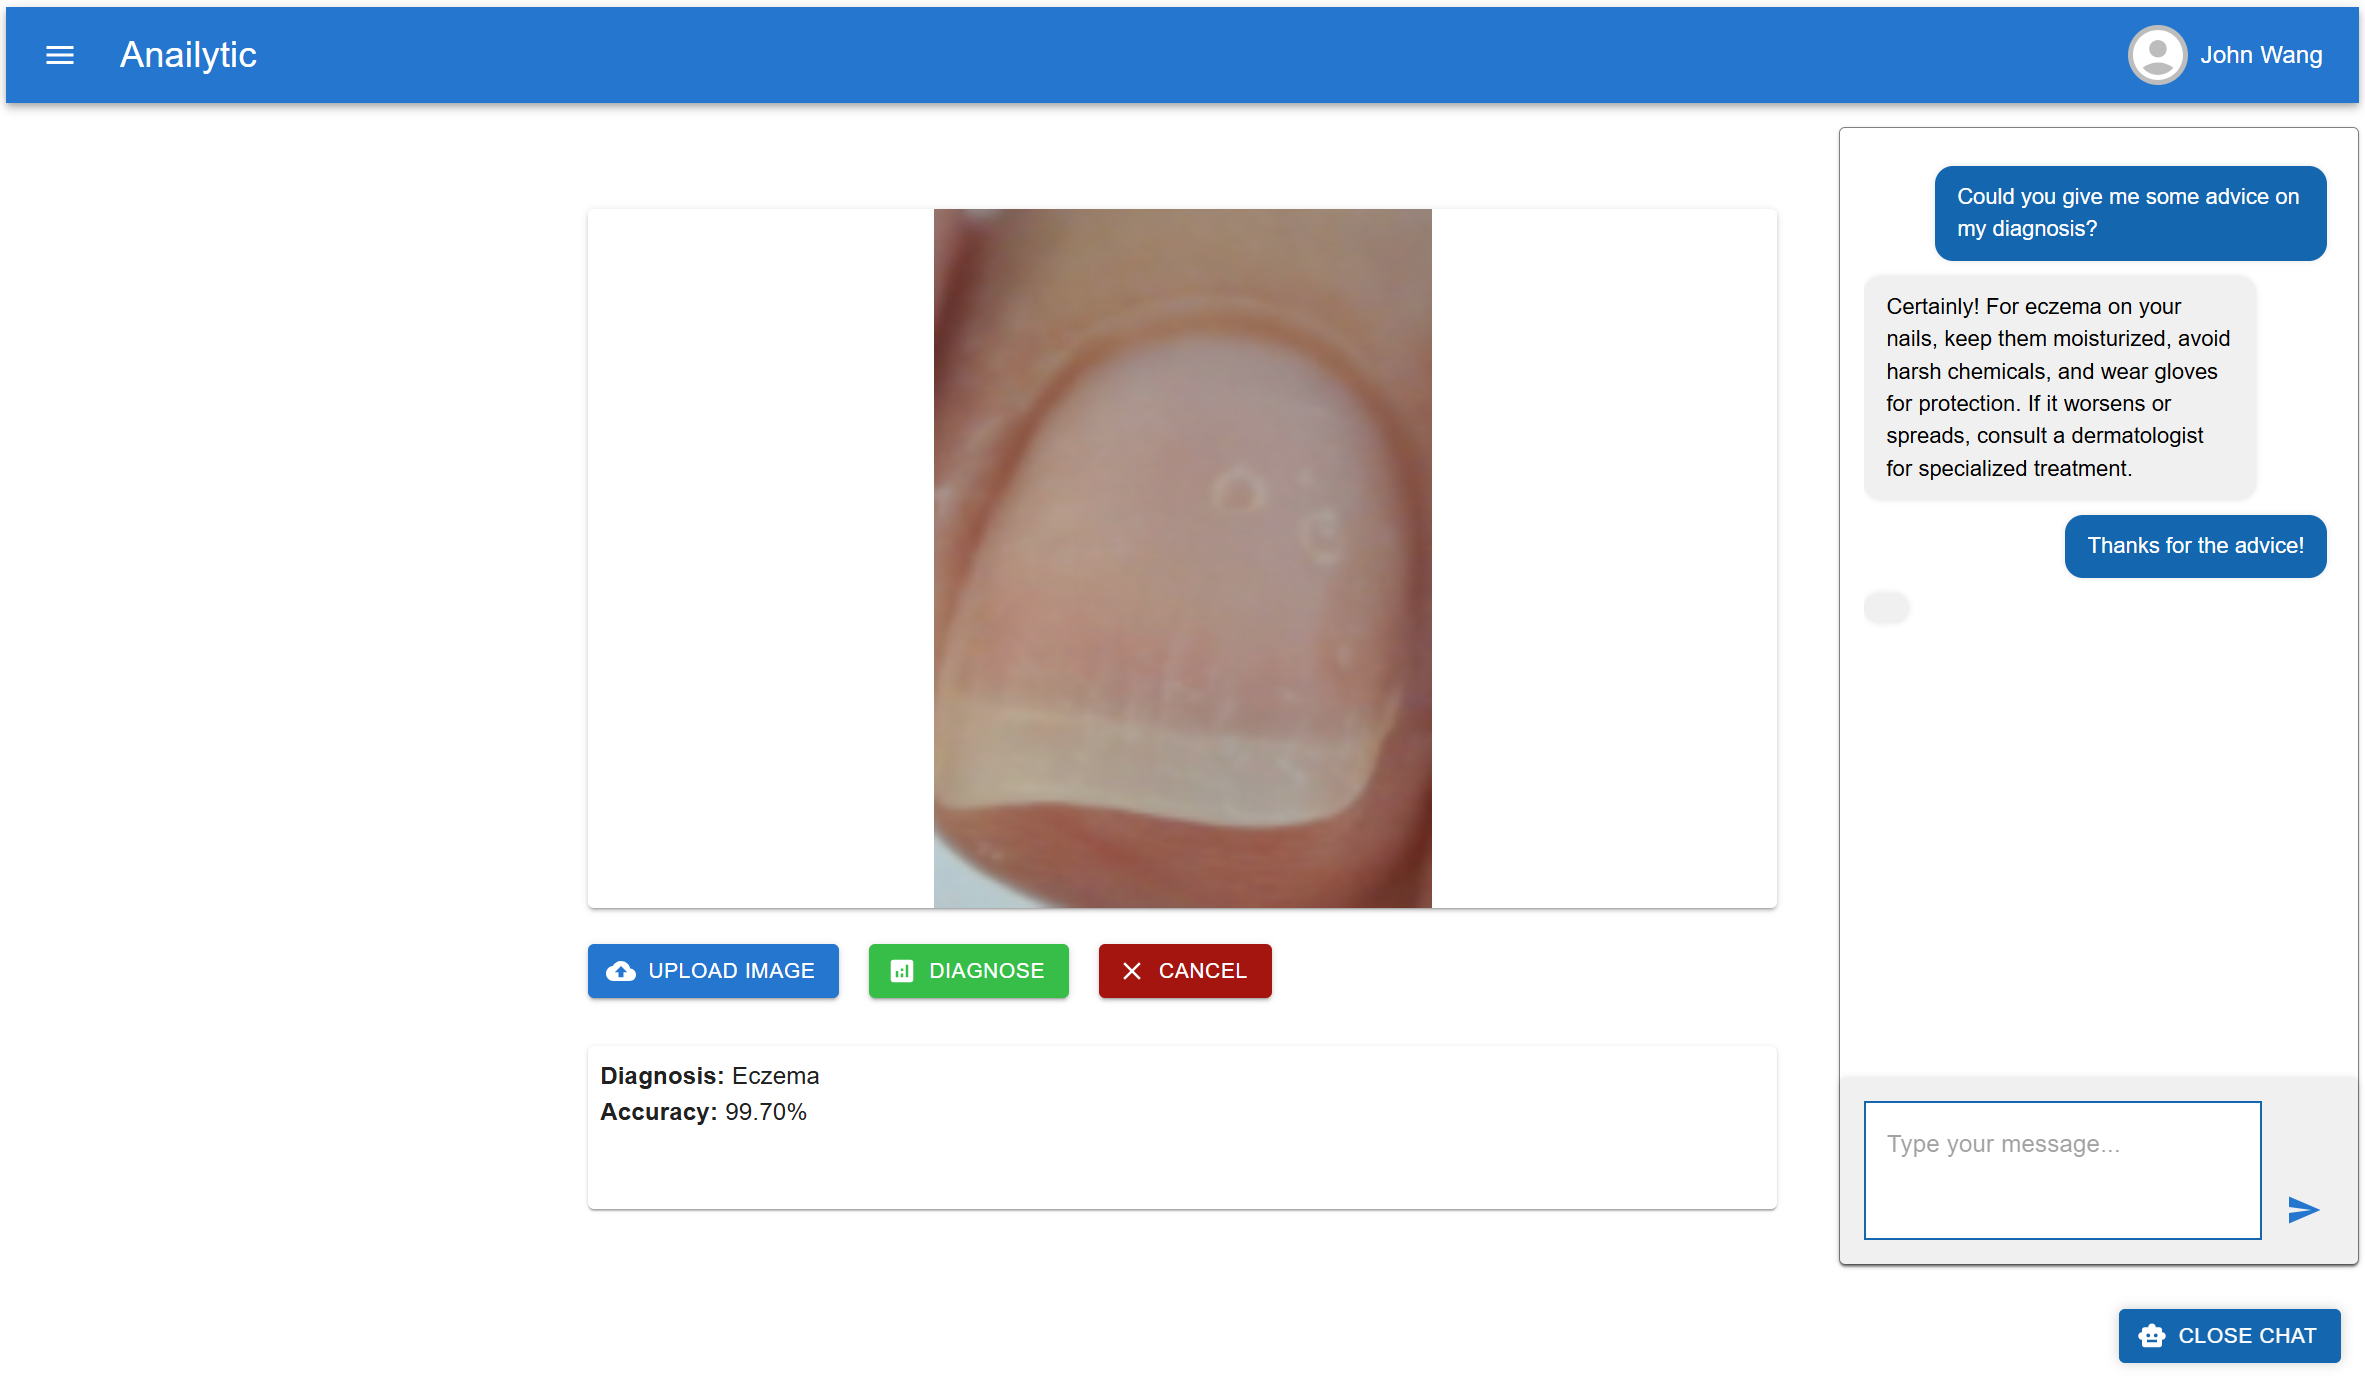 Anailytic
John Wang
Could you give me some advice on
my diagnosis?
Certainly! For eczema on your
nails, keep them moisturized, avoid
harsh chemicals, and wear gloves
for protection. If it worsens or
spreads, consult a dermatologist
for specialized treatment.
Thanks for the advice!
UPLOAD IMAGE
DIAGNOSE
CANCEL
Diagnosis: Eczema
Accuracy: 99.70%
Type your message...
CLOSE CHAT